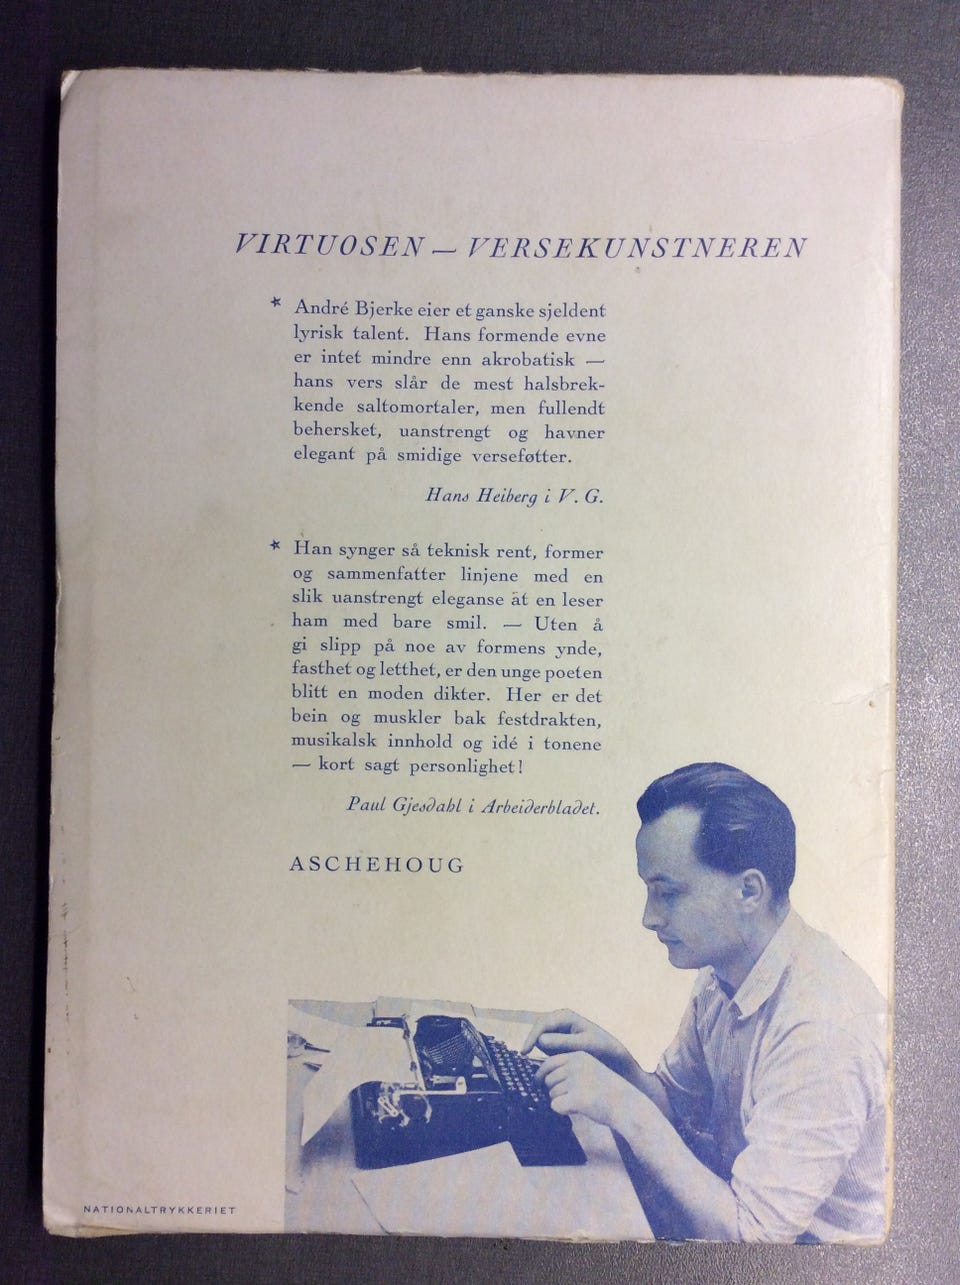 VIRTUOSEN — VERSEKUNSTNEREN
* André Bjerke eier et ganske sjeldent
lyrisk talent. Hans formende evne
er intet mindre enn akrobatisk —
hans vers slår de mest halsbrek-
kende saltomortaler, men fullendt
behersket, uanstrengt og havner
elegant på smidige verseføtter.
Hans Heiberg i V. G.
* Han synger så teknisk rent, former
og sammenfatter linjene med en
slik uanstrengt eleganse at en leser
ham med bare smil. — Uten å
gi slipp på noe av formens ynde,
fasthet og letthet, er den unge poeten
blitt en moden dikter. Her er det
bein og muskler bak festdrakten,
musikalsk innhold og idé i tonene
— kort sagt personlighet!
Paul Gjesdahl i Arbeiderbladet.
ASCHEHOUG
NATIONALTRYKKERIET